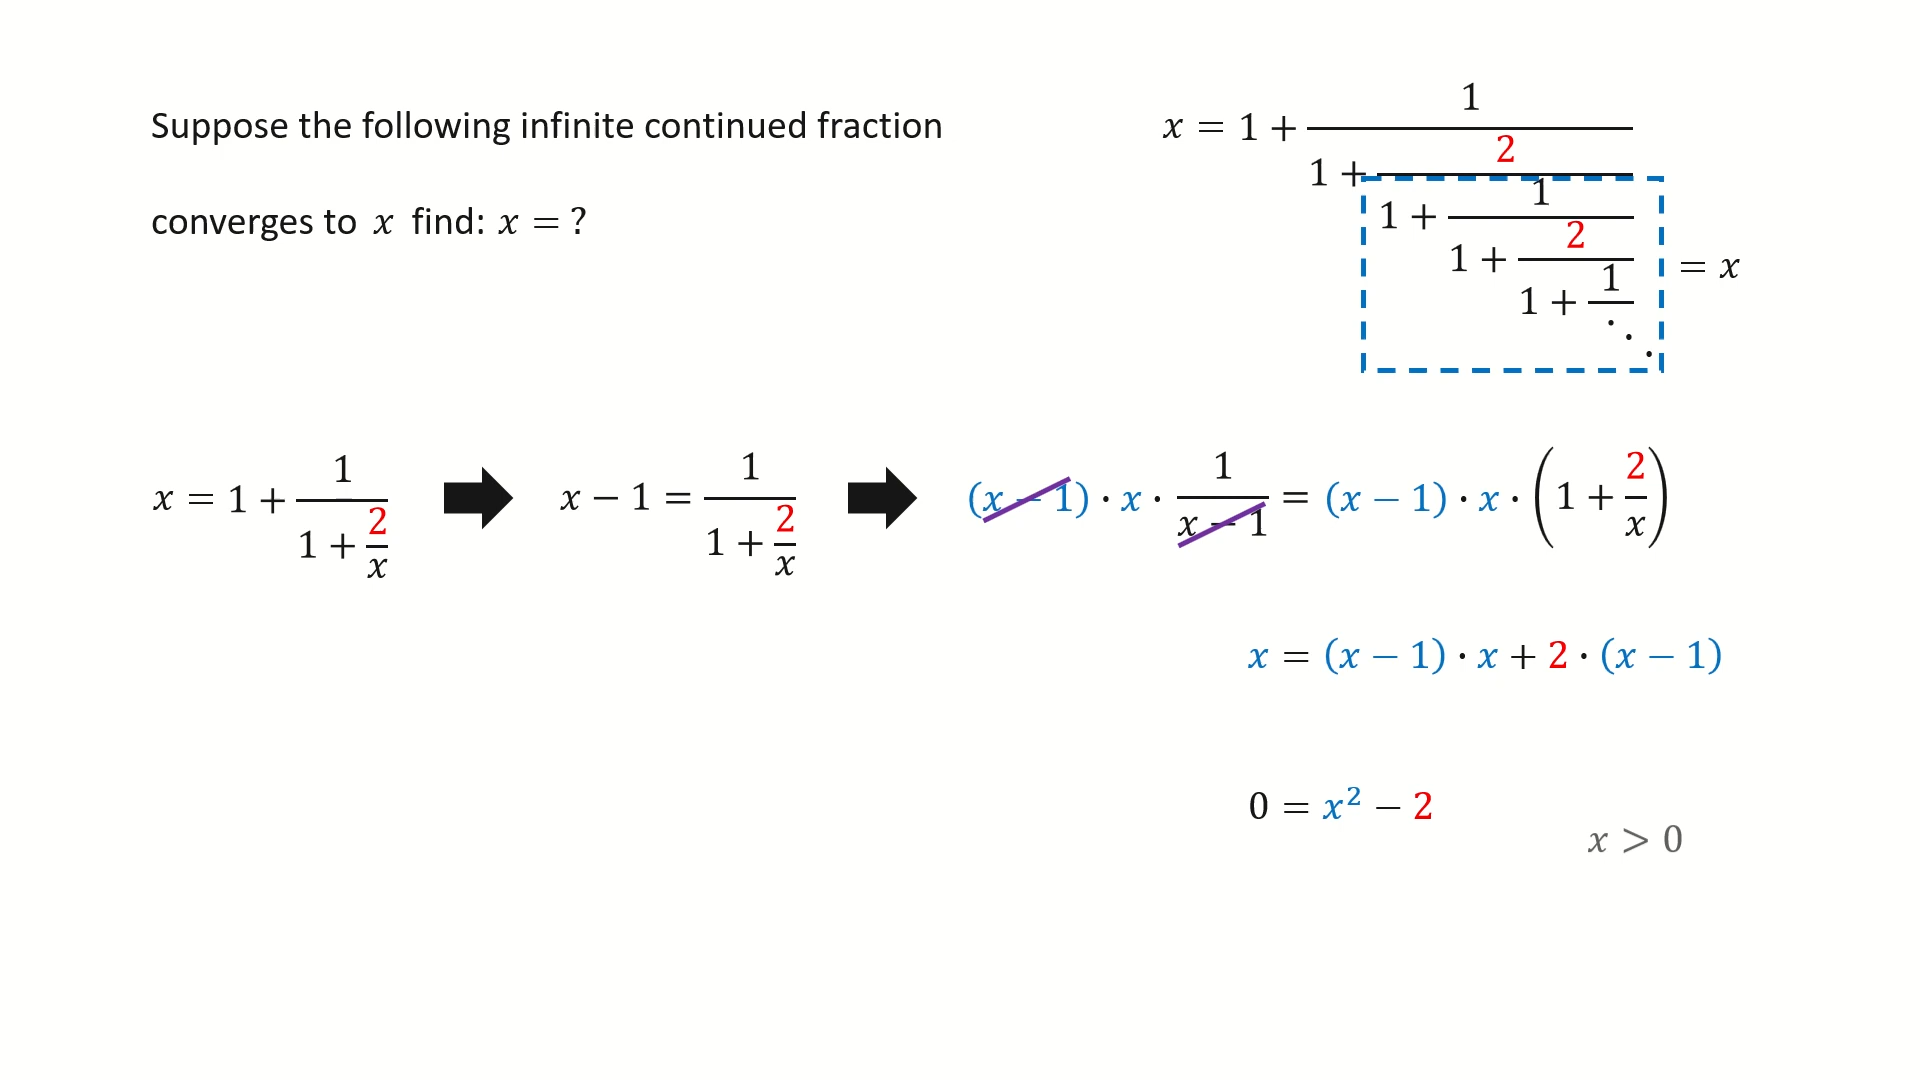 Suppose the following infinite continued fraction
converges to x find: x = ?
x = 1 + 1
1 + 2
1 + 1
1 + 2
1 + 1
⋱
= x
x = 1 + 1/(1 + 2/x)
x − 1 = 1/(1 + 2/x)
(x − 1) · x · 1/(x − 1) = (x − 1) · x · (1 + 2/x)
x = (x − 1) · x + 2 · (x − 1)
0 = x² − 2
x > 0